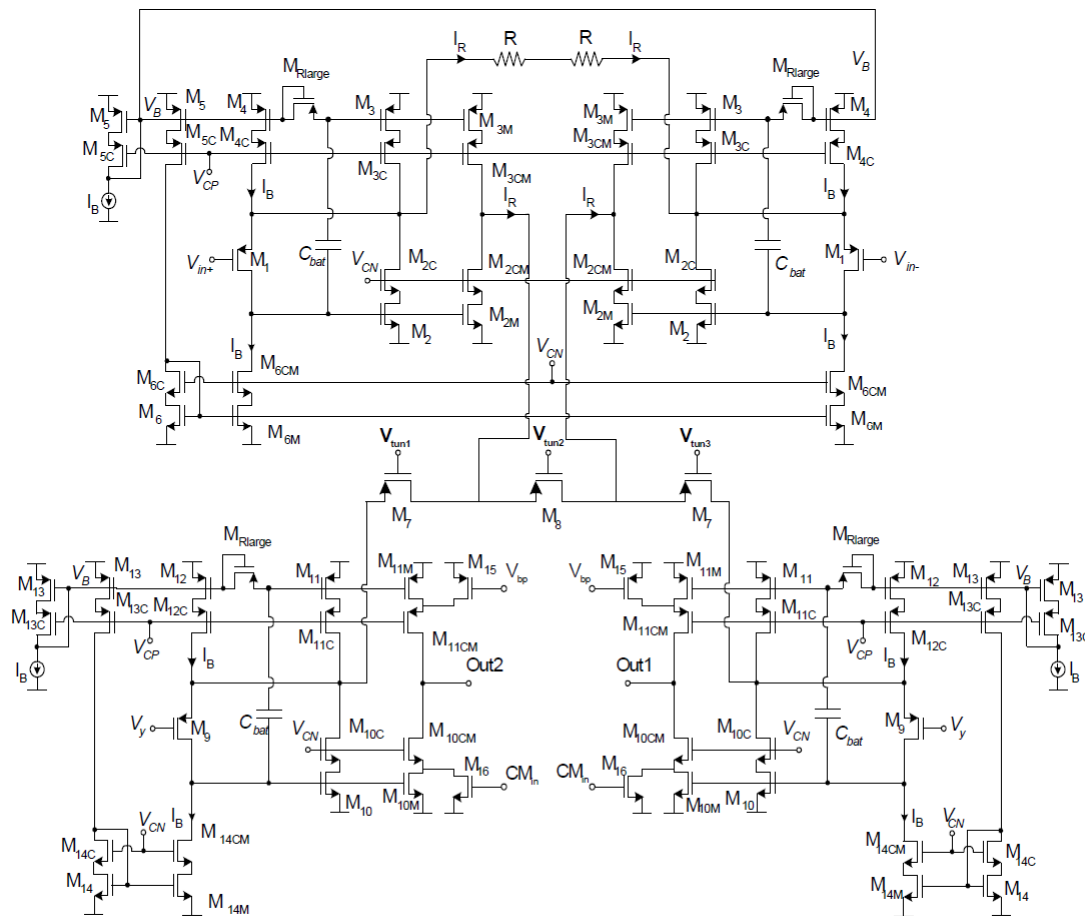 I_R R R I_R
M_Rlarge V_B M_Rlarge
M_5 V_B M_5 M_4 M_3 M_3M M_3M M_3 M_4
M_5C M_5C M_4C M_3C M_3CM M_3CM M_3C M_4C
V_CP
I_B I_B I_R I_R I_B
V_in+ M_1 C_bat V_CN M_2C M_2CM M_2CM M_2C C_bat M_1 V_in-
M_2 M_2M M_2M M_2
I_B V_CN I_B
M_6C M_6CM M_6CM
M_6 M_6M M_6M
V_tun1 V_tun2 V_tun3
M_7 M_8 M_7
M_Rlarge M_Rlarge
M_13 V_B M_13 M_12 M_11 M_11M M_15 V_bp V_bp M_15 M_11M M_11 M_12 M_13 V_B M_13
M_13C M_13C M_12C M_11C M_11CM M_11CM M_11C M_12C M_13C M_13C
V_CP V_CP
I_B I_B Out2 Out1 I_B I_B
V_y M_9 C_bat V_CN M_10C M_10CM M_10CM M_10C V_CN C_bat M_9 V_y
M_16 CM_in CM_in M_16
M_10 M_10M M_10M M_10
V_CN I_B M_14CM I_B V_CN
M_14C M_14CM M_14C
M_14 M_14M M_14M M_14